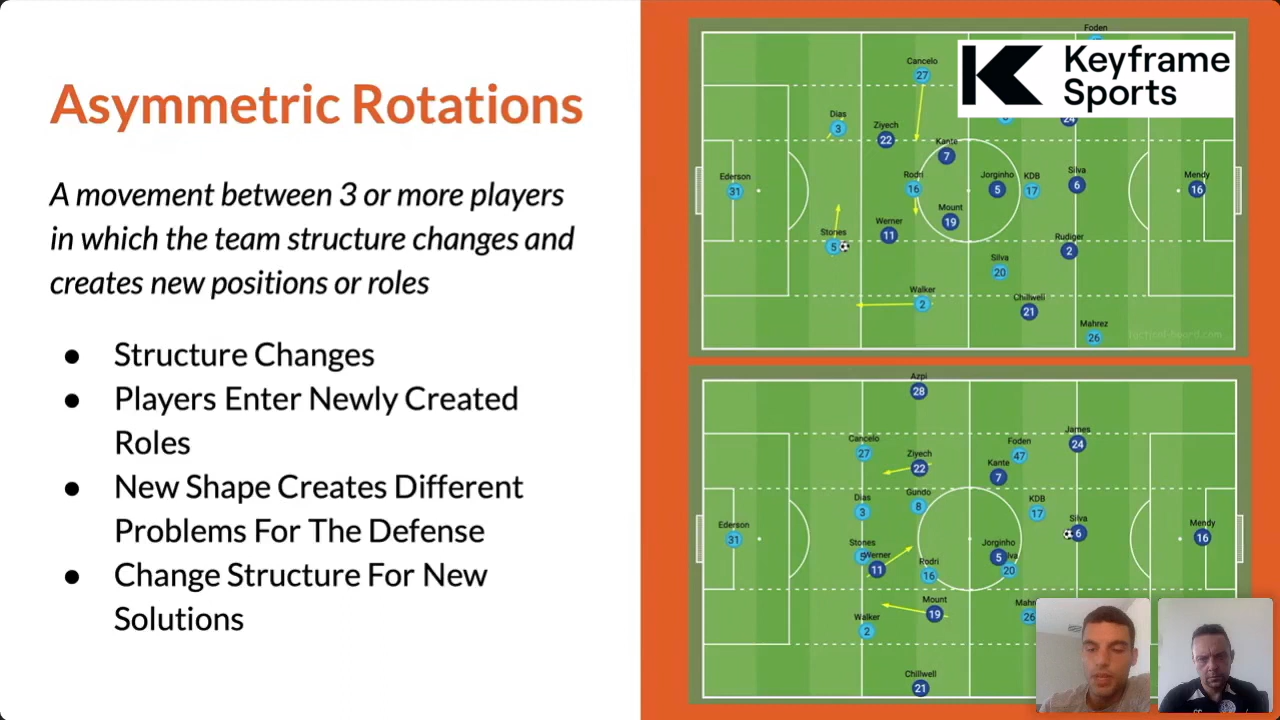 Asymmetric Rotations
A movement between 3 or more players
in which the team structure changes and
creates new positions or roles
● Structure Changes
● Players Enter Newly Created
Roles
● New Shape Creates Different
Problems For The Defense
● Change Structure For New
Solutions
Keyframe
Sports
Foden
Cancelo
27
Dias
3
Ziyech
22
24
Kante
7
Ederson
31
Rodri
16
Jorginho
5
KDB
17
Silva
6
Mendy
16
Mount
19
Werner
11
Stones
5
Rudiger
2
Silva
20
Walker
2
Chillwell
21
Mahrez
26
Azpi
28
James
24
Cancelo
27
Ziyech
22
Foden
47
Kante
7
Dias
3
Gundo
8
KDB
17
Ederson
31
Silva
6
Mendy
16
Stones
5
Werner
11
Rodri
16
Jorginho
5
20
Mount
19
Walker
2
26
Chillwell
21